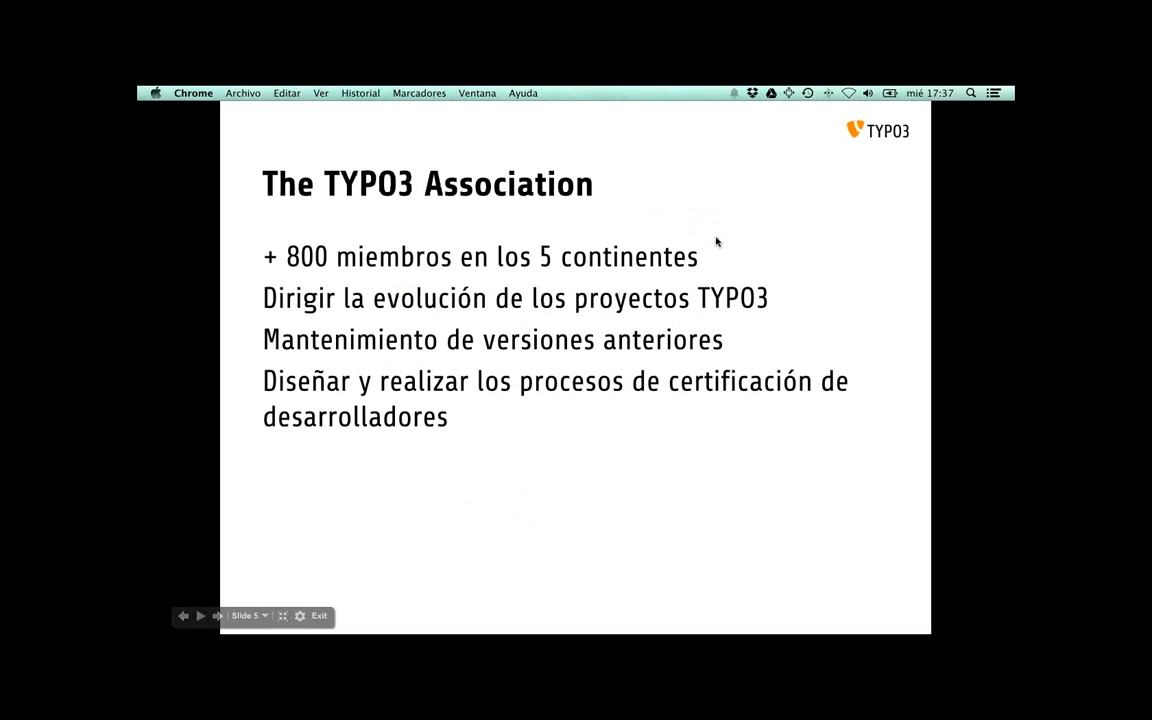 Chrome Archivo Editar Ver Historial Marcadores Ventana Ayuda mié 17:37
TYPO3
The TYPO3 Association
+ 800 miembros en los 5 continentes
Dirigir la evolución de los proyectos TYPO3
Mantenimiento de versiones anteriores
Diseñar y realizar los procesos de certificación de
desarrolladores
Slide 5 Exit